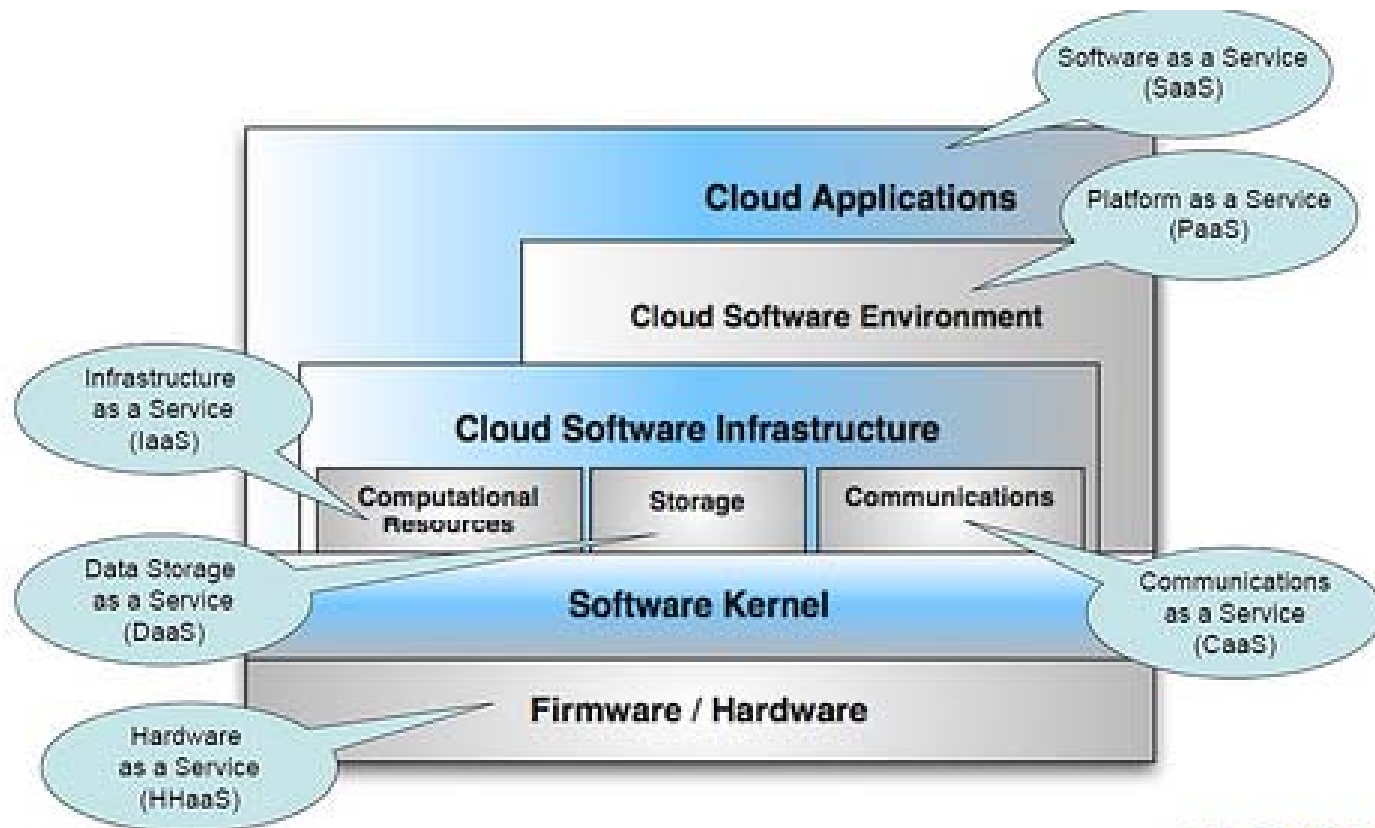 Software as a Service
(SaaS)
Cloud Applications
Platform as a Service
(PaaS)
Cloud Software Environment
Infrastructure
as a Service
(IaaS)
Cloud Software Infrastructure
Computational
Resources
Storage
Communications
Data Storage
as a Service
(DaaS)
Software Kernel
Communications
as a Service
(CaaS)
Firmware / Hardware
Hardware
as a Service
(HHaaS)